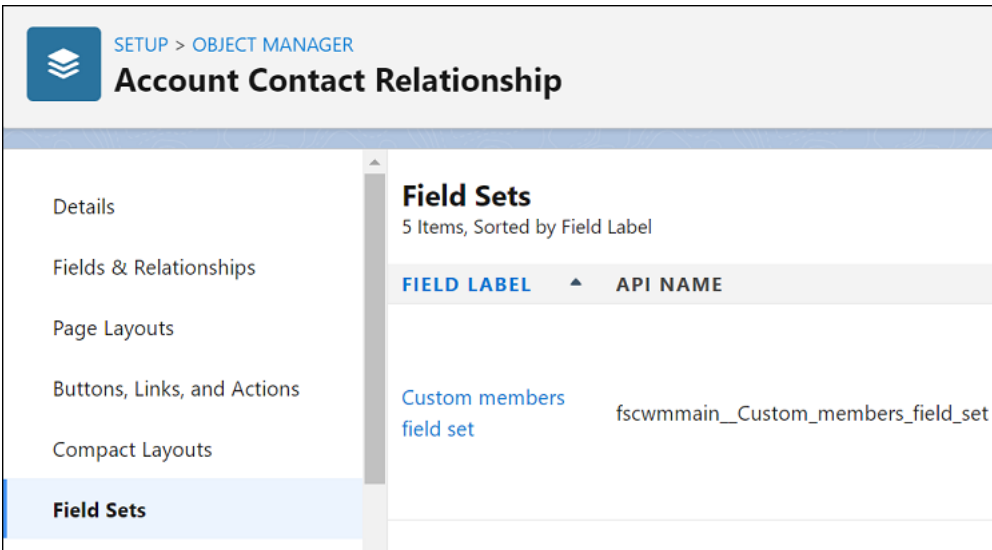 SETUP > OBJECT MANAGER
Account Contact Relationship
Details
Fields & Relationships
Page Layouts
Buttons, Links, and Actions
Compact Layouts
Field Sets
Field Sets
5 Items, Sorted by Field Label
FIELD LABEL API NAME
Custom members
field set
fscwmmain__Custom_members_field_set